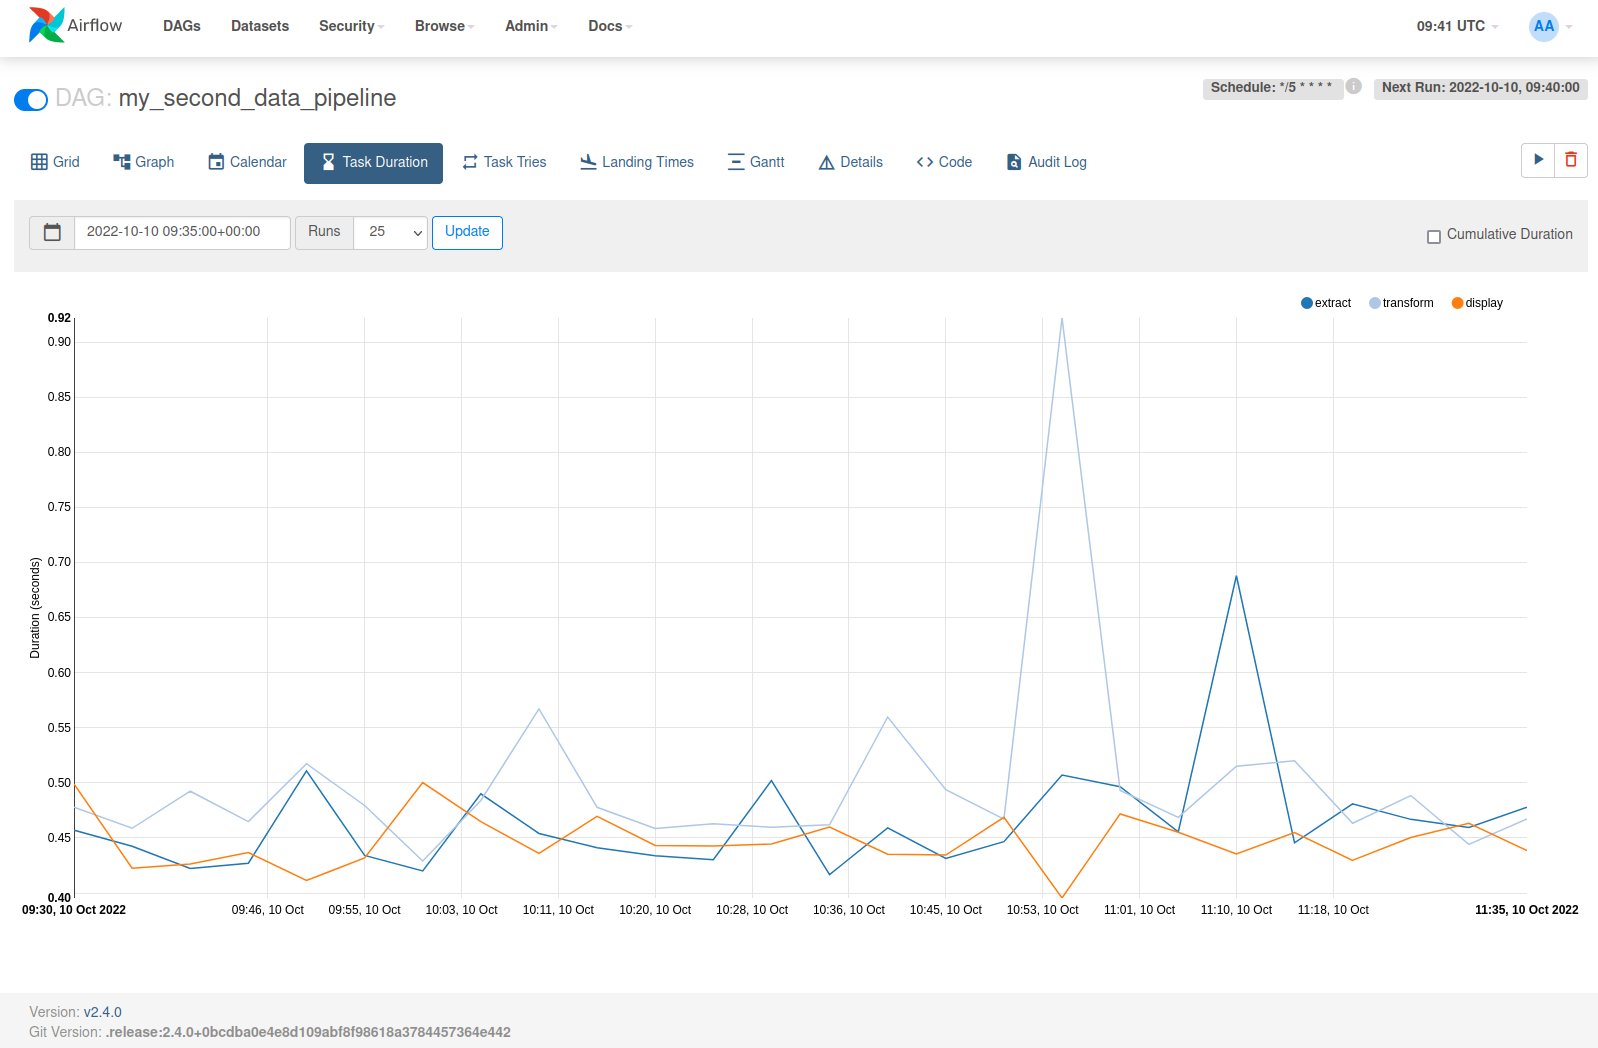 Airflow DAGs Datasets Security Browse Admin Docs 09:41 UTC AA
DAG: my_second_data_pipeline Schedule: */5 * * * * i Next Run: 2022-10-10, 09:40:00
Grid Graph Calendar Task Duration Task Tries Landing Times Gantt Details Code Audit Log
2022-10-10 09:35:00+00:00 Runs 25 Update Cumulative Duration
extract transform display
0.92
0.90
0.85
0.80
0.75
0.70
0.65
0.60
0.55
0.50
0.45
0.40
Duration (seconds)
09:30, 10 Oct 2022 09:46, 10 Oct 09:55, 10 Oct 10:03, 10 Oct 10:11, 10 Oct 10:20, 10 Oct 10:28, 10 Oct 10:36, 10 Oct 10:45, 10 Oct 10:53, 10 Oct 11:01, 10 Oct 11:10, 10 Oct 11:18, 10 Oct 11:35, 10 Oct 2022
Version: v2.4.0
Git Version: .release:2.4.0+0bcdba0e4e8d109abf8f98618a3784457364e442